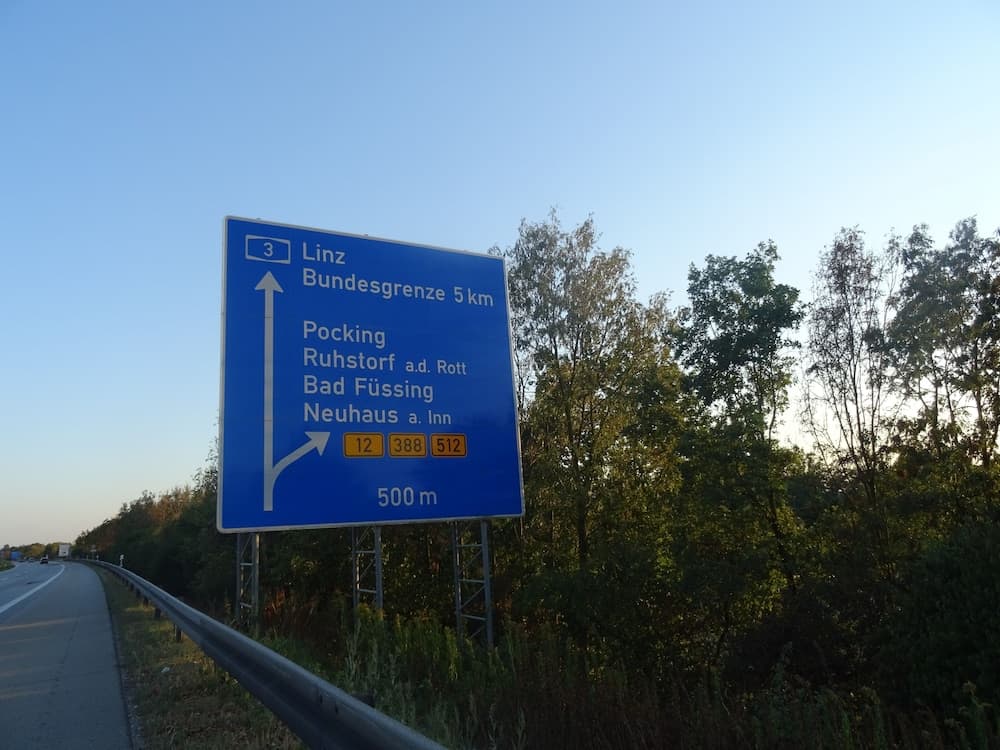 3 Linz
Bundesgrenze 5 km
Pocking
Ruhstorf a.d. Rott
Bad Füssing
Neuhaus a. Inn
12 388 512
500 m